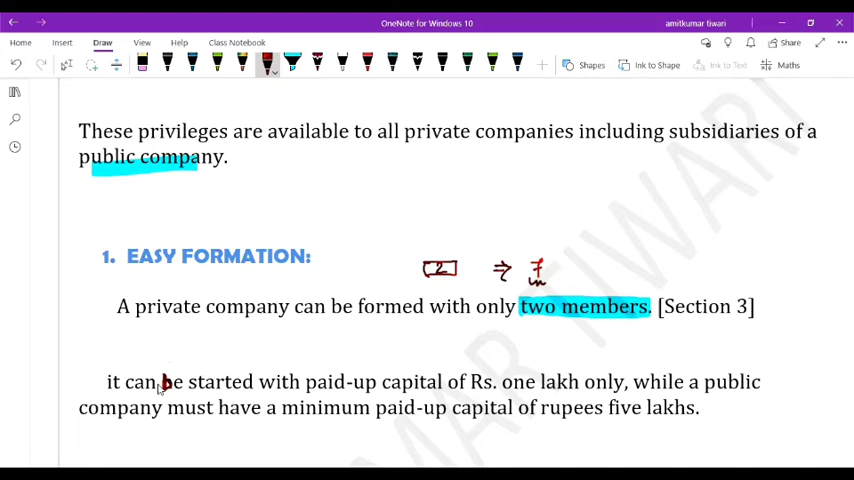 OneNote for Windows 10
amitkumar tiwari
Home Insert Draw View Help Class Notebook
Share
Shapes Ink to Shape Ink to Text Maths
These privileges are available to all private companies including subsidiaries of a
public company.
1. EASY FORMATION:
2 ⇒ 7
A private company can be formed with only two members. [Section 3]
it can be started with paid-up capital of Rs. one lakh only, while a public
company must have a minimum paid-up capital of rupees five lakhs.
KUMAR TIWARI